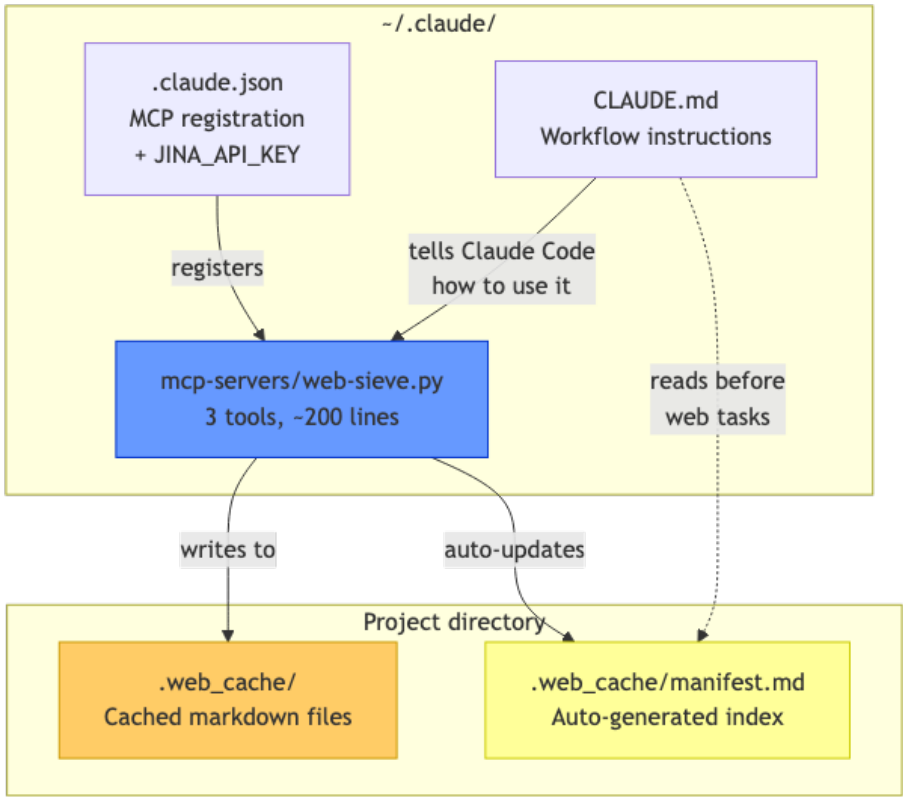 ~/.claude/
.claude.json
MCP registration
+ JINA_API_KEY
CLAUDE.md
Workflow instructions
registers
tells Claude Code
how to use it
mcp-servers/web-sieve.py
3 tools, ~200 lines
reads before
web tasks
writes to
auto-updates
Project directory
.web_cache/
Cached markdown files
.web_cache/manifest.md
Auto-generated index